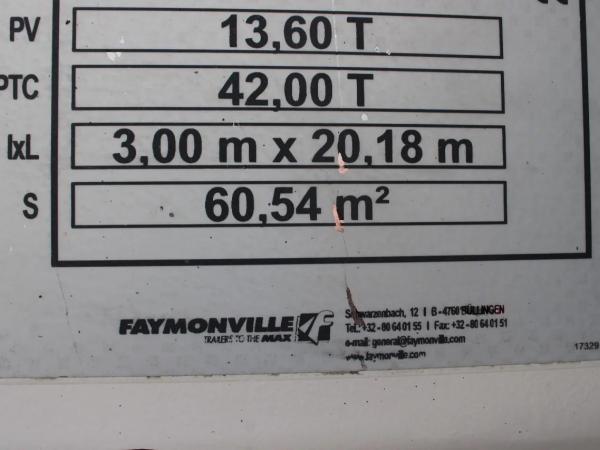 PV 13,60 T
PTC 42,00 T
lxL 3,00 m x 20,18 m
S 60,54 m²
FAYMONVILLE
TRAILERS TO THE MAX
Schwarzenbach, 12 I B-4760 BÜLLINGEN
Tel.: +32-80 64 01 55 I Fax: +32-80 64 01 51
e-mail: general@faymonville.com
www.faymonville.com
17329